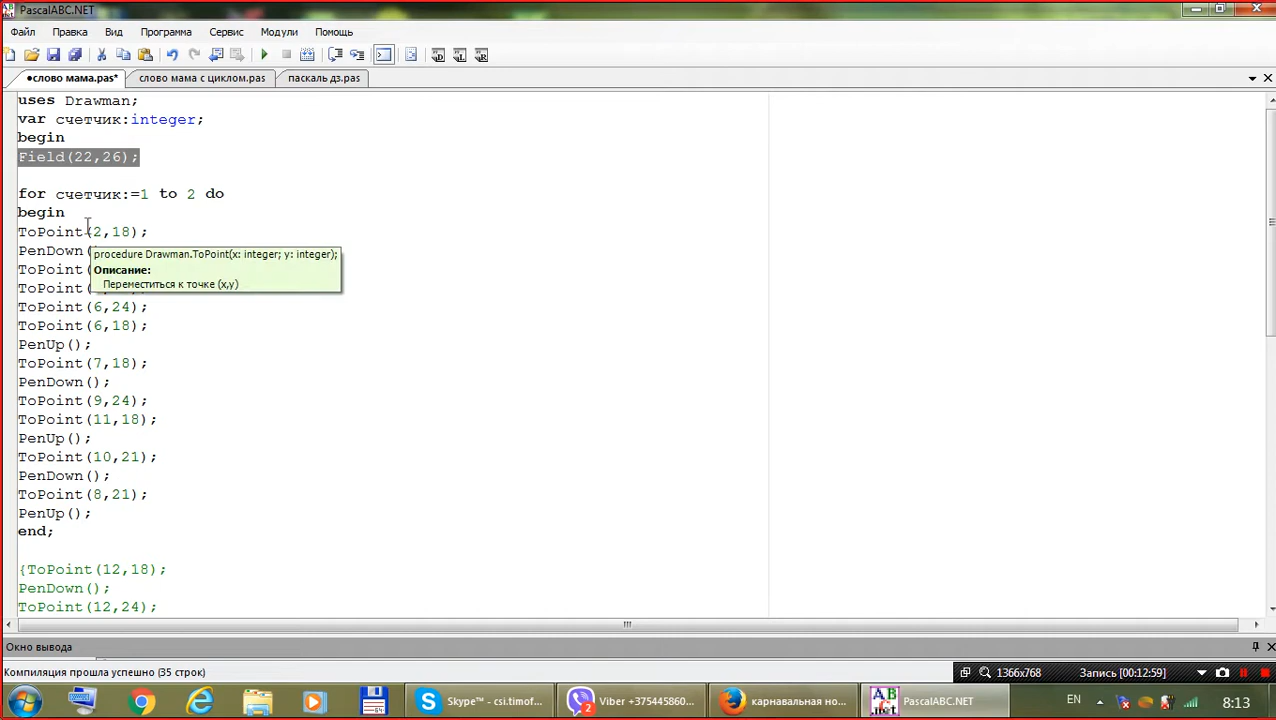 PascalABC.NET
Файл Правка Вид Программа Сервис Модули Помощь
•слово мама.pas* слово мама с циклом.pas паскаль дз.pas
uses Drawman;
var счетчик:integer;
begin
Field(22,26);
for счетчик:=1 to 2 do
begin
ToPoint(2,18);
PenDown(
procedure Drawman.ToPoint(x: integer; y: integer);
ToPoint(
Описание:
ToPoint(
Переместиться к точке (x,y)
ToPoint(6,24);
ToPoint(6,18);
PenUp();
ToPoint(7,18);
PenDown();
ToPoint(9,24);
ToPoint(11,18);
PenUp();
ToPoint(10,21);
PenDown();
ToPoint(8,21);
PenUp();
end;
{ToPoint(12,18);
PenDown();
ToPoint(12,24);
Окно вывода
Компиляция прошла успешно (35 строк) 1366x768 Запись [00:12:59]
Skype™ - csi.timof... 2 Viber +375445860... карнавальная но... PascalABC.NET EN 8:13